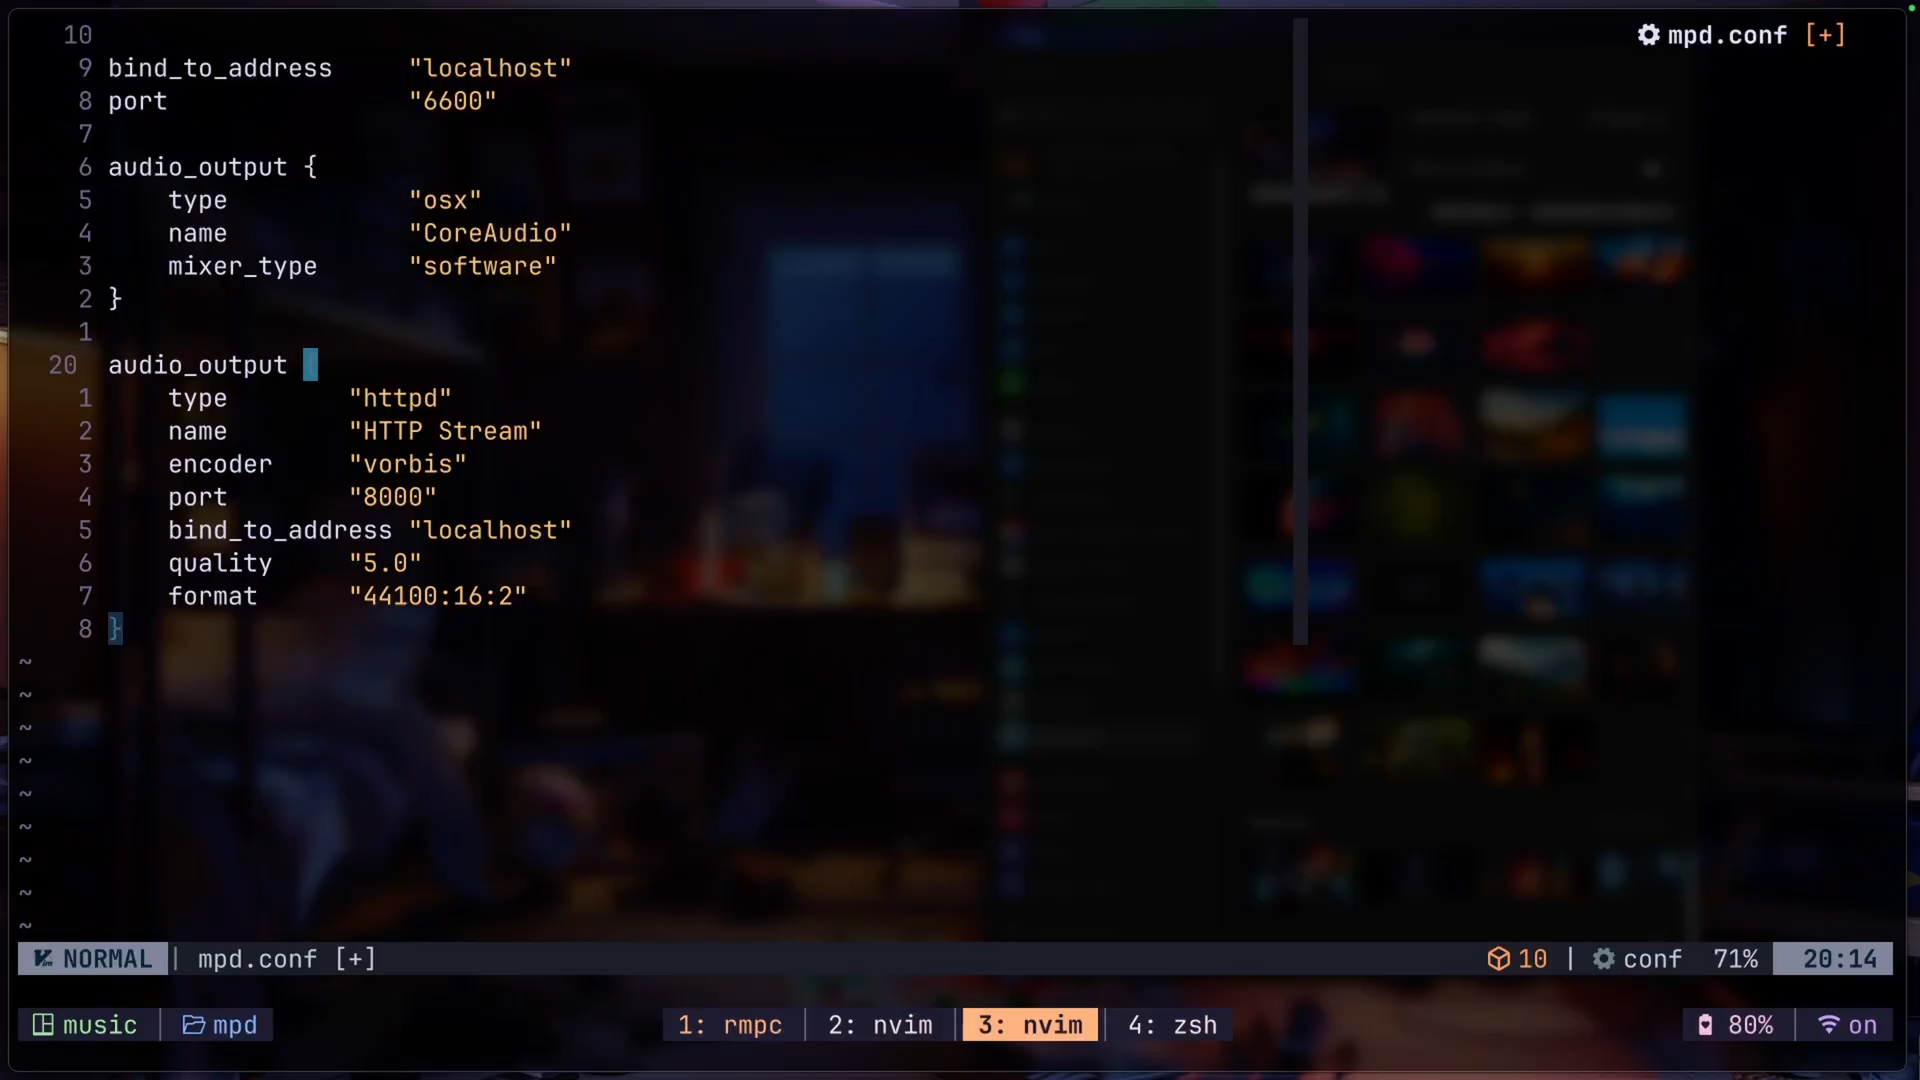 10
mpd.conf [+]
9 bind_to_address "localhost"
8 port "6600"
7
6 audio_output {
5 type "osx"
4 name "CoreAudio"
3 mixer_type "software"
2 }
1
20 audio_output {
1 type "httpd"
2 name "HTTP Stream"
3 encoder "vorbis"
4 port "8000"
5 bind_to_address "localhost"
6 quality "5.0"
7 format "44100:16:2"
8 }
~
~
~
~
~
~
~
~
~
NORMAL | mpd.conf [+] 10 | conf 71% 20:14
music | mpd 1: rmpc 2: nvim 3: nvim 4: zsh 80% on